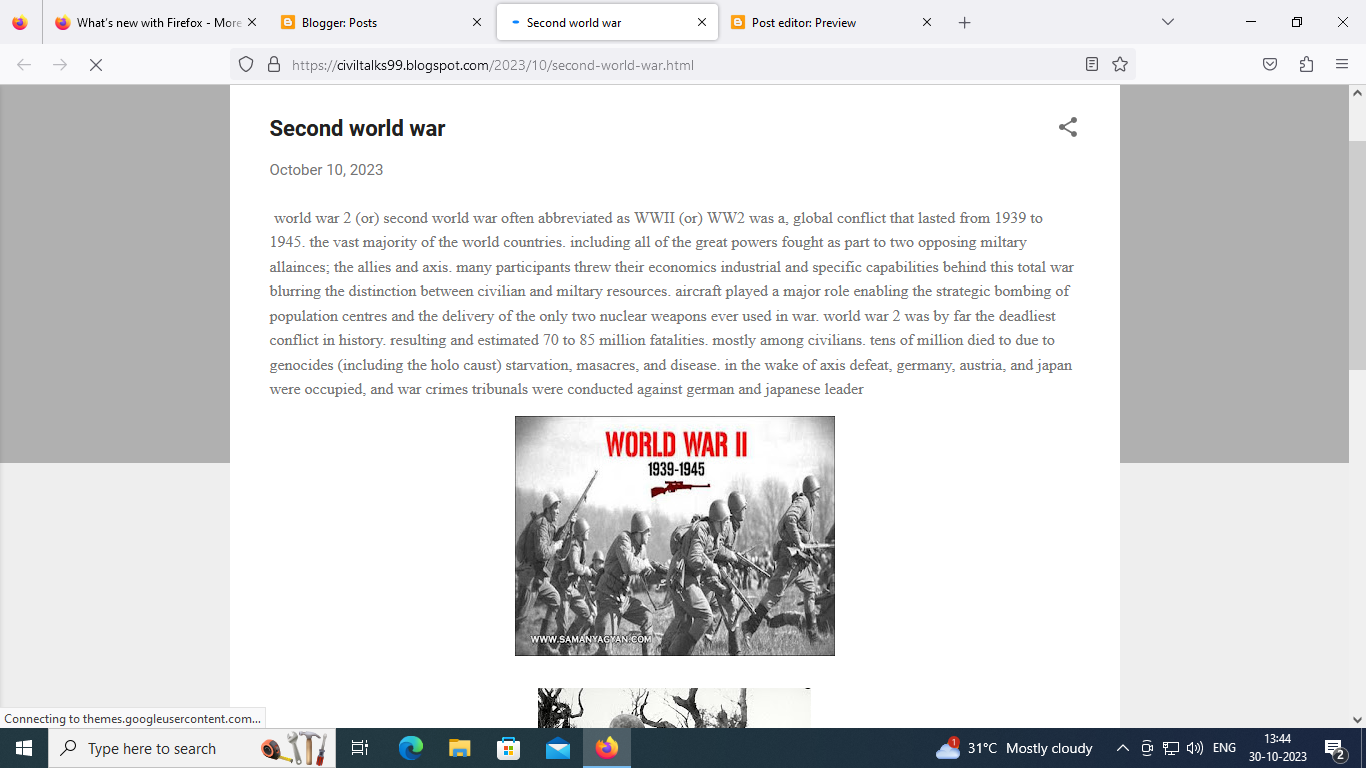 What's new with Firefox - More
Blogger: Posts
Second world war
Post editor: Preview
https://civiltalks99.blogspot.com/2023/10/second-world-war.html
Second world war
October 10, 2023
world war 2 (or) second world war often abbreviated as WWII (or) WW2 was a, global conflict that lasted from 1939 to
1945. the vast majority of the world countries. including all of the great powers fought as part to two opposing miltary
allainces; the allies and axis. many participants threw their economics industrial and specific capabilities behind this total war
blurring the distinction between civilian and miltary resources. aircraft played a major role enabling the strategic bombing of
population centres and the delivery of the only two nuclear weapons ever used in war. world war 2 was by far the deadliest
conflict in history. resulting and estimated 70 to 85 million fatalities. mostly among civilians. tens of million died to due to
genocides (including the holo caust) starvation, masacres, and disease. in the wake of axis defeat, germany, austria, and japan
were occupied, and war crimes tribunals were conducted against german and japanese leader
WORLD WAR II
1939-1945
WWW.SAMANYAGYAN.COM
Connecting to themes.googleusercontent.com...
Type here to search
1
31°C Mostly cloudy
ENG
13:44
30-10-2023
2